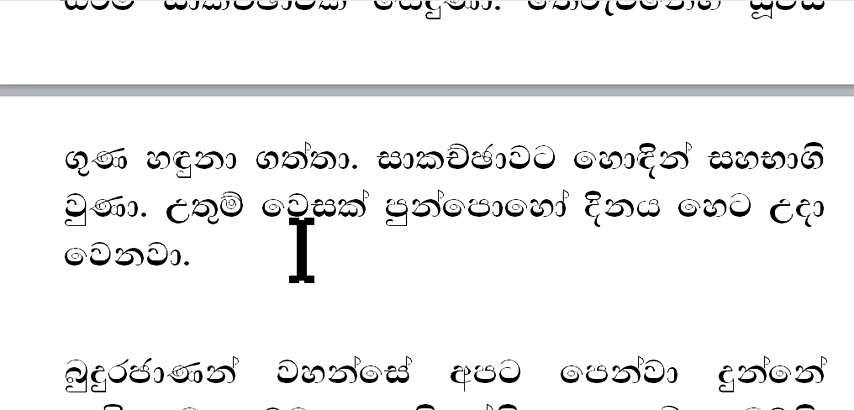 ගුණ හඳුනා ගත්තා. සාකච්ඡාවට හොඳින් සහභාගි
වුණා. උතුම් වෙසක් පුන්පොහෝ දිනය හෙට උදා
වෙනවා.
බුදුරජාණන් වහන්සේ අපට පෙන්වා දුන්නේ